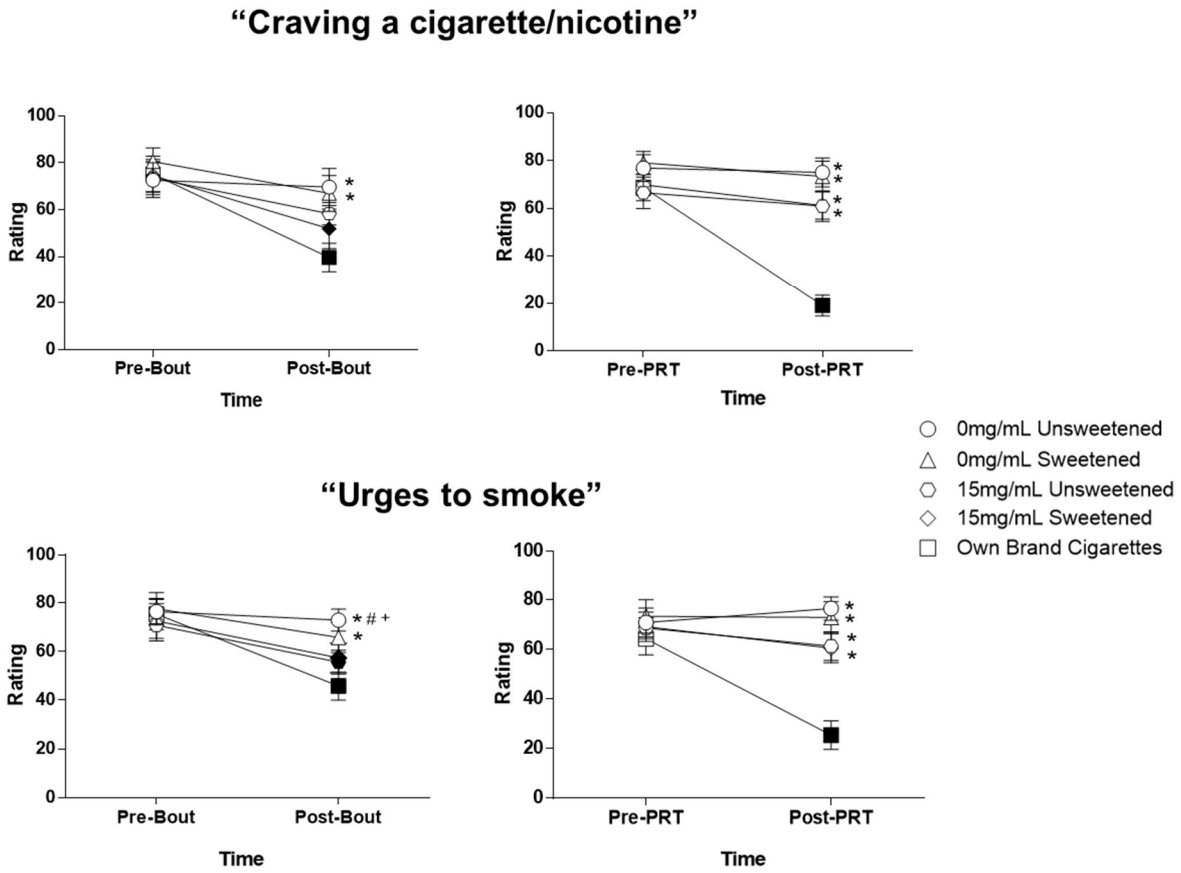 “Craving a cigarette/nicotine”
100
80
60
40
20
0
Rating
*
*
Pre-Bout
Post-Bout
Time
100
80
60
40
20
0
Rating
*
*
*
*
Pre-PRT
Post-PRT
Time
0mg/mL Unsweetened
0mg/mL Sweetened
15mg/mL Unsweetened
15mg/mL Sweetened
Own Brand Cigarettes
“Urges to smoke”
100
80
60
40
20
0
Rating
* # +
*
Pre-Bout
Post-Bout
Time
100
80
60
40
20
0
Rating
*
*
*
*
Pre-PRT
Post-PRT
Time